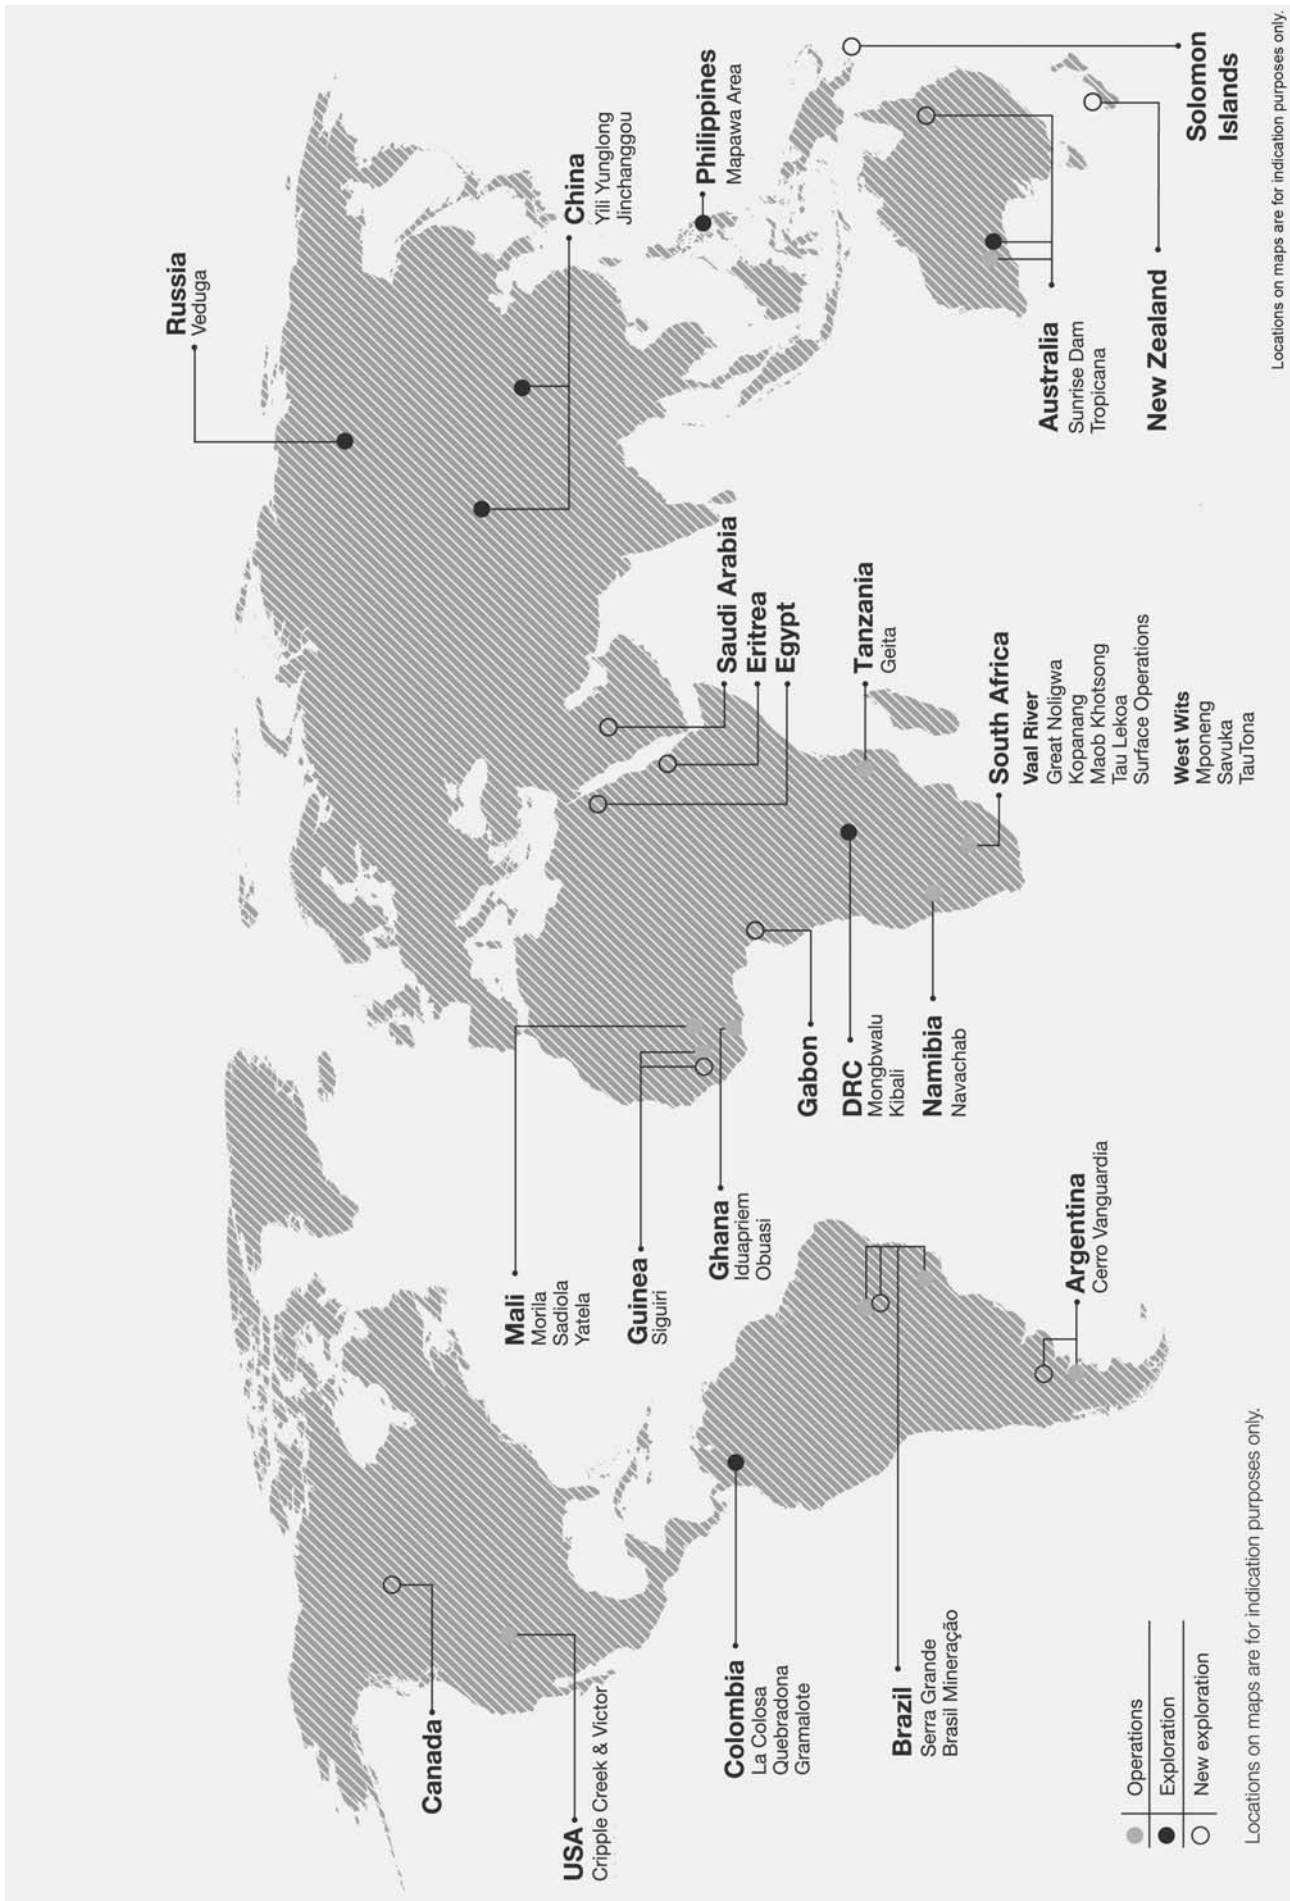 Russia
Veduga
China
Yili Yunglong
Jinchanggou
Philippines
Mapawa Area
Solomon
Islands
Canada
USA
Cripple Creek & Victor
Mali
Morila
Sadiola
Yatela
Guinea
Siguiri
Ghana
Iduapriem
Obuasi
Saudi Arabia
Eritrea
Egypt
Tanzania
Geita
Gabon
DRC
Mongbwalu
Kibali
Namibia
Navachab
South Africa
Vaal River
Great Noligwa
Kopanang
Maob Khotsong
Tau Lekoa
Surface Operations
West Wits
Mponeng
Savuka
TauTona
Australia
Sunrise Dam
Tropicana
New Zealand
Colombia
La Colosa
Quebradona
Gramalote
Brazil
Serra Grande
Brasil Mineração
Argentina
Cerro Vanguardia
Operations
Exploration
New exploration
Locations on maps are for indication purposes only.
Locations on maps are for indication purposes only.